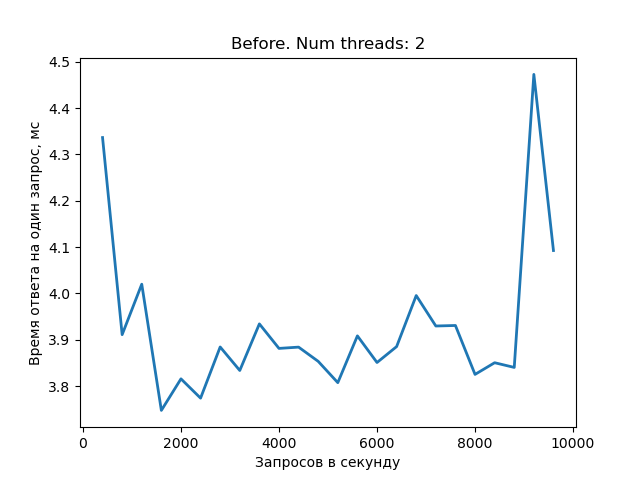 Before. Num threads: 2
Время ответа на один запрос, мс
4.5
4.4
4.3
4.2
4.1
4.0
3.9
3.8
0 2000 4000 6000 8000 10000
Запросов в секунду